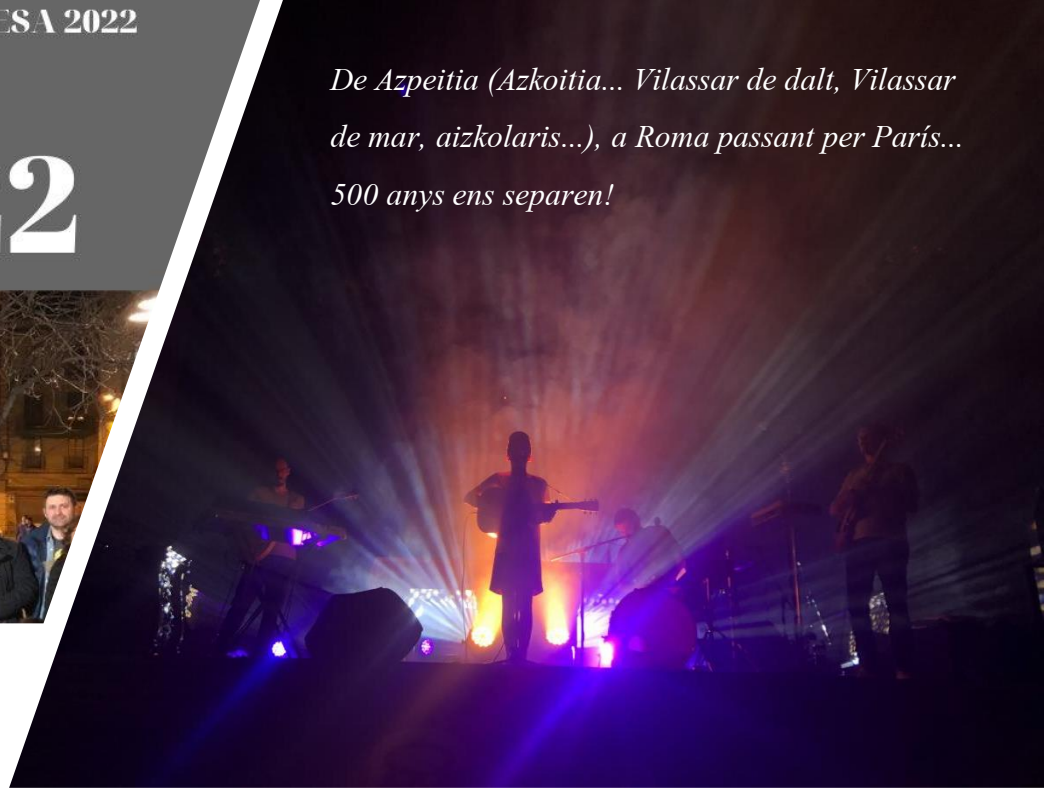 ESA 2022
2
De Azpeitia (Azkoitia... Vilassar de dalt, Vilassar
de mar, aizkolaris...), a Roma passant per París...
500 anys ens separen!